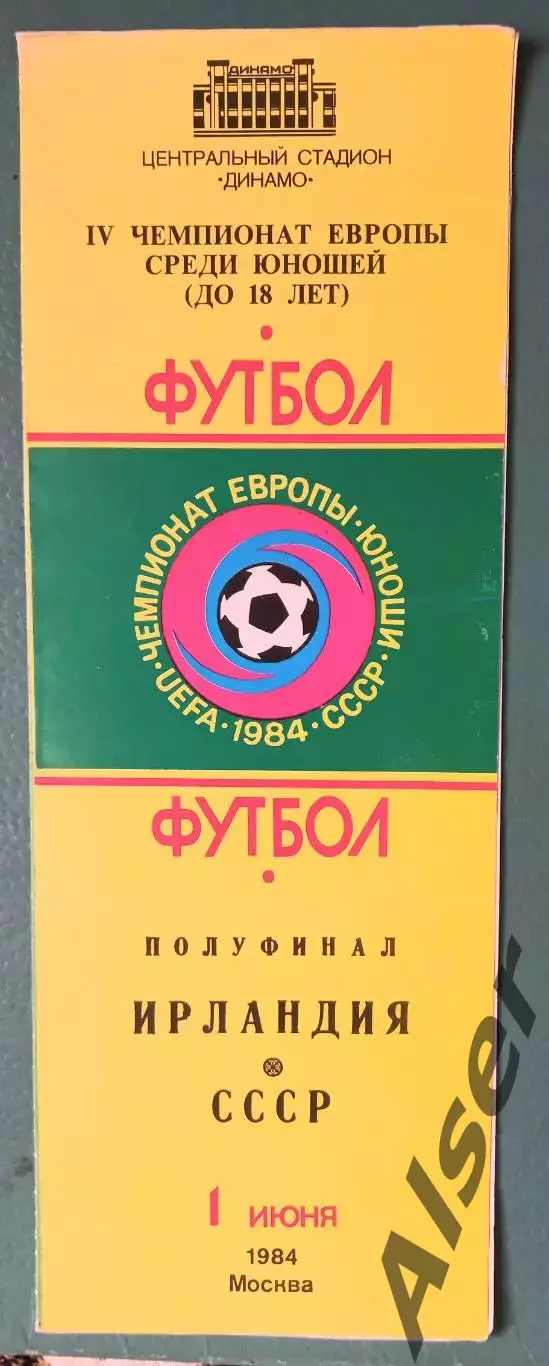 ДИНАМО
ЦЕНТРАЛЬНЫЙ СТАДИОН
·ДИНАМО·
IV ЧЕМПИОНАТ ЕВРОПЫ
СРЕДИ ЮНОШЕЙ
(ДО 18 ЛЕТ)
ФУТБОЛ
·ЧЕМПИОНАТ ЕВРОПЫ·ЮНОШИ·
UEFA·1984·СССР
ФУТБОЛ
ПОЛУФИНАЛ
ИРЛАНДИЯ
СССР
1 ИЮНЯ
1984
Москва
Alser